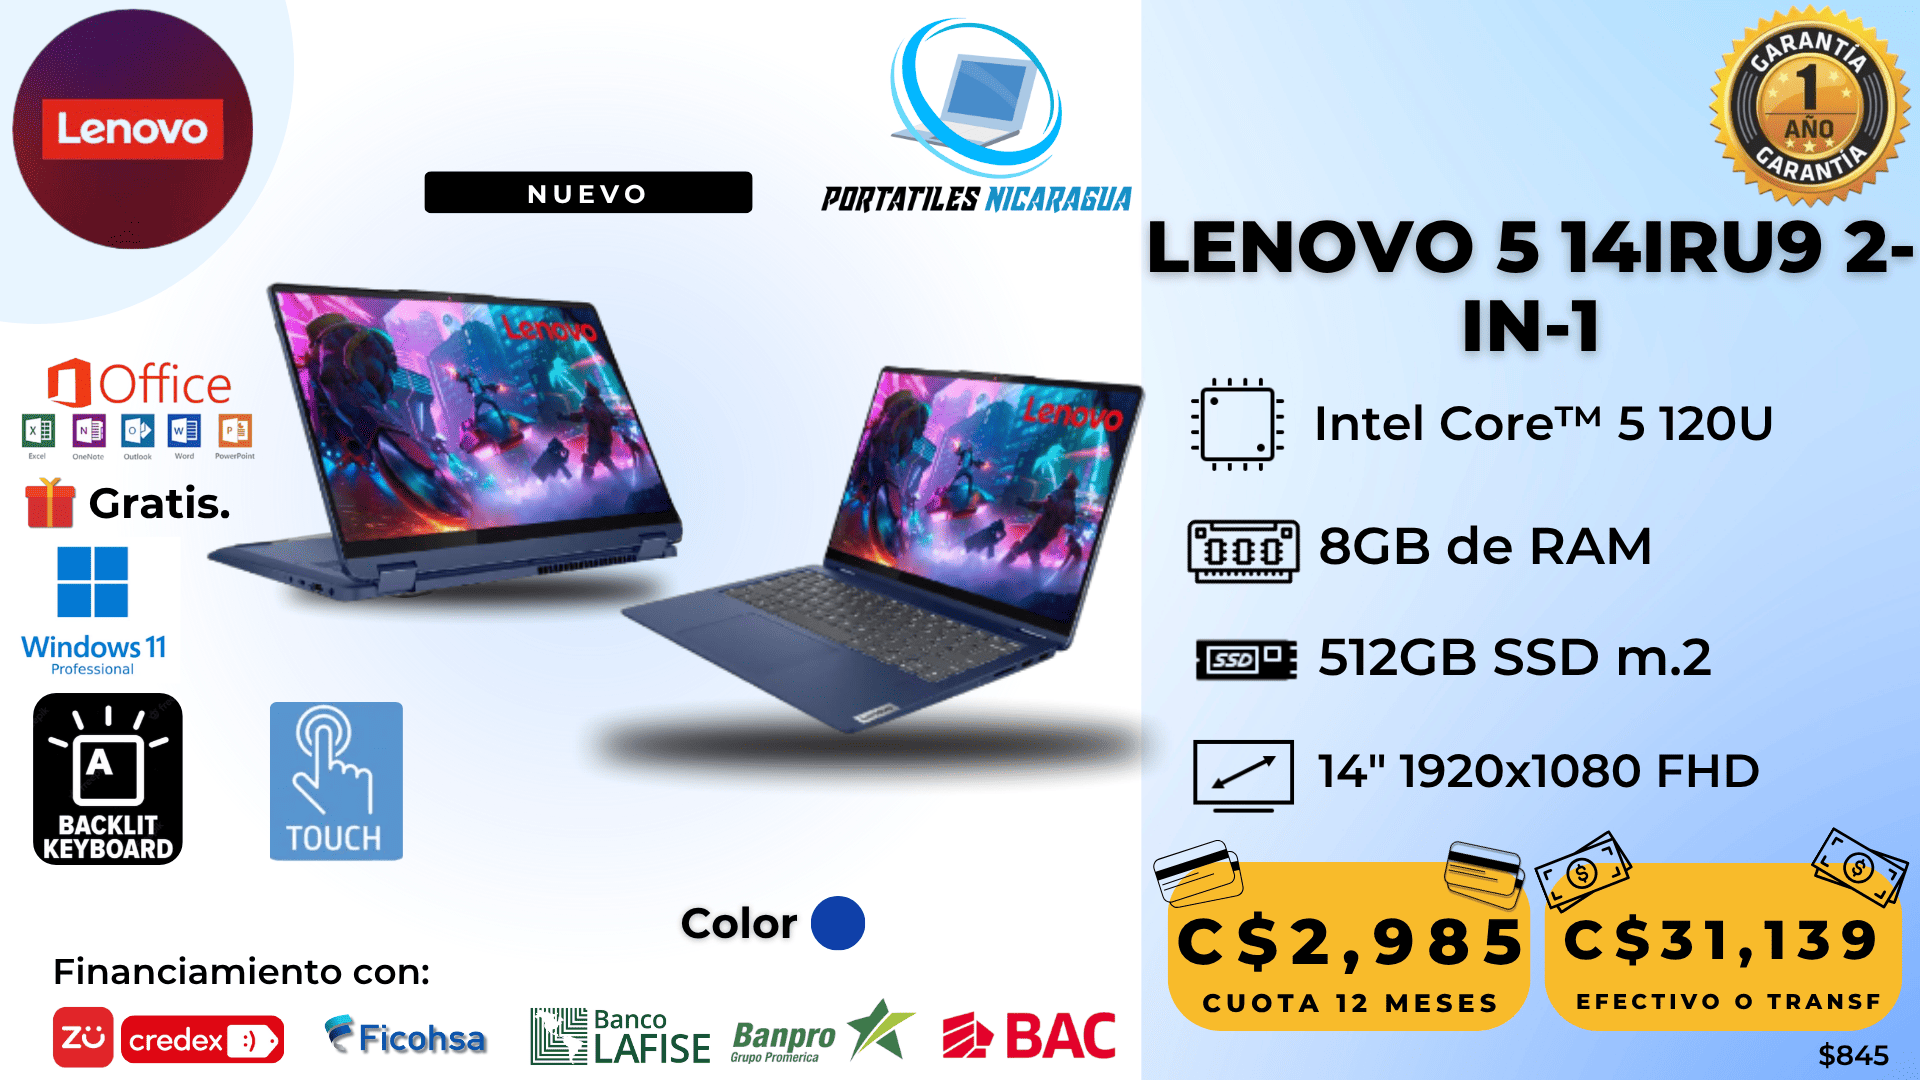 Lenovo
NUEVO
PORTATILES NICARAGUA
GARANTÍA
1
AÑO
GARANTÍA
LENOVO 5 14IRU9 2-
IN-1
Lenovo
Lenovo
Office
Excel
OneNote
Outlook
Word
PowerPoint
Gratis.
Windows 11
Professional
A
BACKLIT
KEYBOARD
TOUCH
Intel Core™ 5 120U
8GB de RAM
SSD
512GB SSD m.2
14" 1920x1080 FHD
Color
C$2,985
CUOTA 12 MESES
C$31,139
EFECTIVO O TRANSF
$845
Financiamiento con:
zū
credex
Ficohsa
Banco
LAFISE
Banpro
Grupo Promerica
BAC